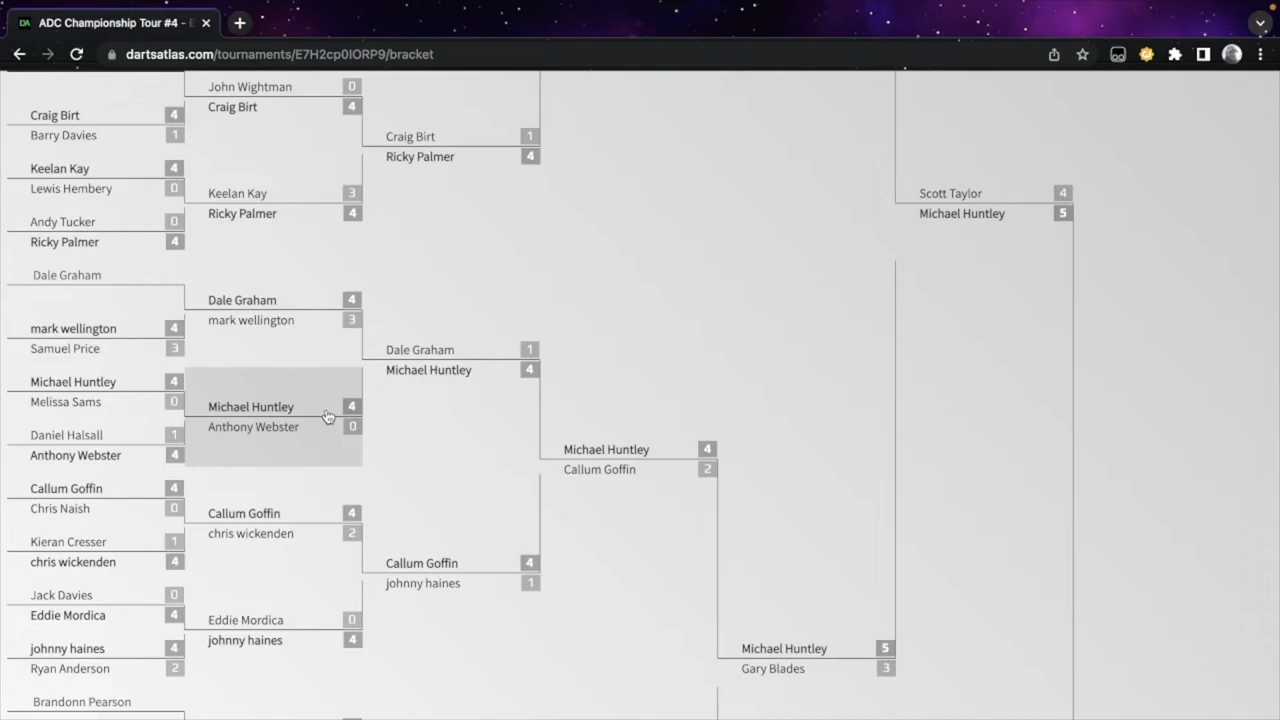 ADC Championship Tour #4 - E
dartsatlas.com/tournaments/E7H2cp0IORP9/bracket
John Wightman 0
Craig Birt 4
Craig Birt 4
Barry Davies 1
Craig Birt 1
Ricky Palmer 4
Keelan Kay 4
Lewis Hembery 0
Keelan Kay 3
Ricky Palmer 4
Scott Taylor 4
Michael Huntley 5
Andy Tucker 0
Ricky Palmer 4
Dale Graham
Dale Graham 4
mark wellington 3
mark wellington 4
Samuel Price 3
Dale Graham 1
Michael Huntley 4
Michael Huntley 4
Melissa Sams 0
Michael Huntley 4
Anthony Webster 0
Daniel Halsall 1
Anthony Webster 4
Michael Huntley 4
Callum Goffin 2
Callum Goffin 4
Chris Naish 0
Callum Goffin 4
chris wickenden 2
Kieran Cresser 1
chris wickenden 4
Callum Goffin 4
johnny haines 1
Jack Davies 0
Eddie Mordica 4
Eddie Mordica 0
johnny haines 4
johnny haines 4
Ryan Anderson 2
Michael Huntley 5
Gary Blades 3
Brandonn Pearson